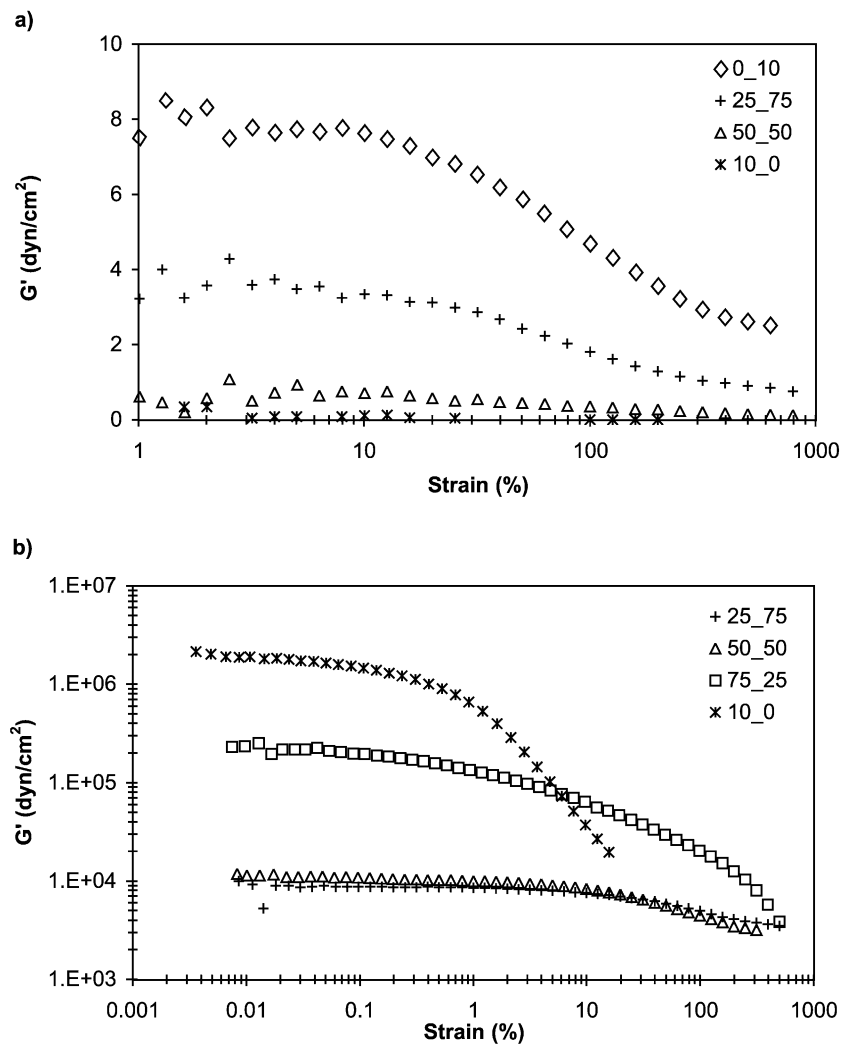 a)
10
8
6
4
2
0
G' (dyn/cm²)
0_10
25_75
50_50
10_0
1 10 100 1000
Strain (%)
b)
1.E+07
1.E+06
1.E+05
1.E+04
1.E+03
G' (dyn/cm²)
25_75
50_50
75_25
10_0
0.001 0.01 0.1 1 10 100 1000
Strain (%)